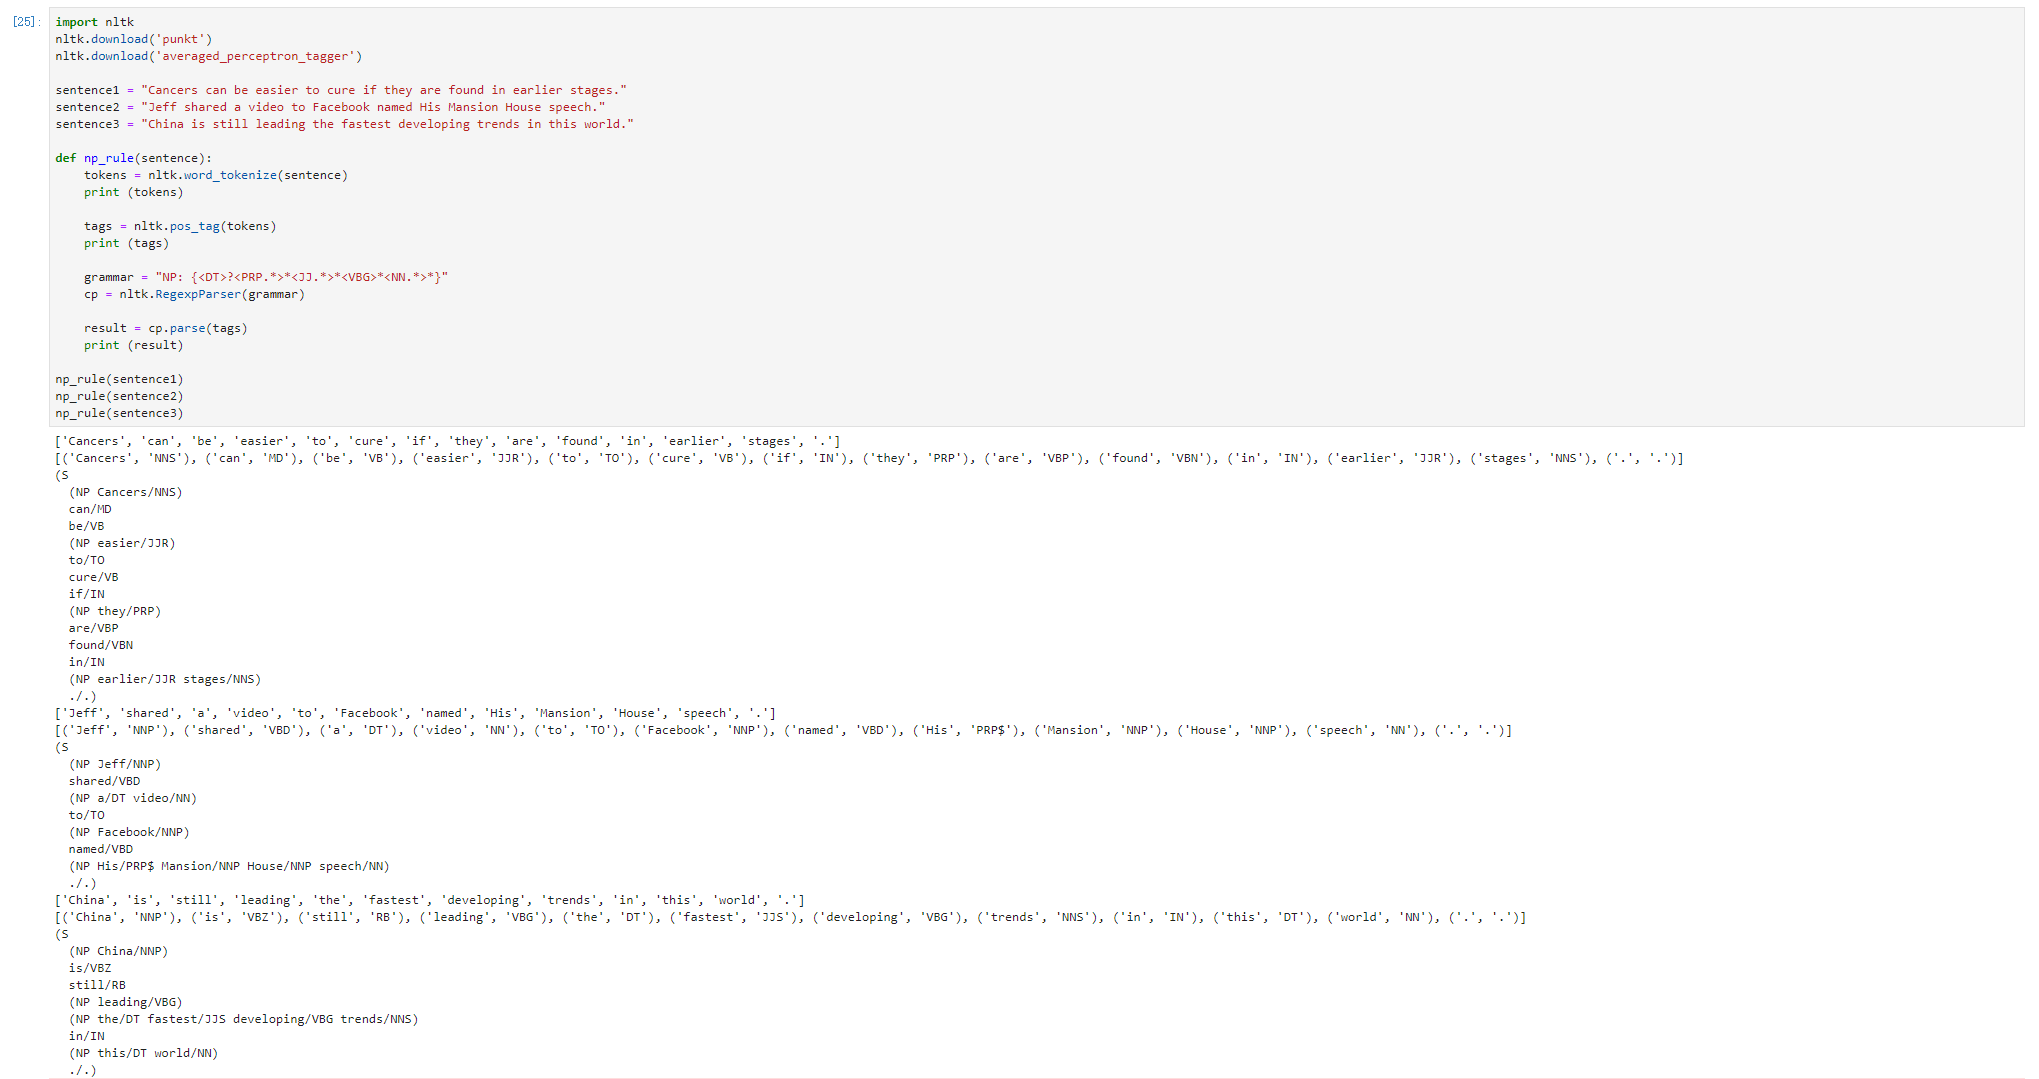 [25]: import nltk
nltk.download('punkt')
nltk.download('averaged_perceptron_tagger')

sentence1 = "Cancers can be easier to cure if they are found in earlier stages."
sentence2 = "Jeff shared a video to Facebook named His Mansion House speech."
sentence3 = "China is still leading the fastest developing trends in this world."

def np_rule(sentence):
    tokens = nltk.word_tokenize(sentence)
    print (tokens)

    tags = nltk.pos_tag(tokens)
    print (tags)

    grammar = "NP: {<DT>?<PRP.*>*<JJ.*>*<VBG>*<NN.*>*}"
    cp = nltk.RegexpParser(grammar)

    result = cp.parse(tags)
    print (result)

np_rule(sentence1)
np_rule(sentence2)
np_rule(sentence3)
['Cancers', 'can', 'be', 'easier', 'to', 'cure', 'if', 'they', 'are', 'found', 'in', 'earlier', 'stages', '.']
[('Cancers', 'NNS'), ('can', 'MD'), ('be', 'VB'), ('easier', 'JJR'), ('to', 'TO'), ('cure', 'VB'), ('if', 'IN'), ('they', 'PRP'), ('are', 'VBP'), ('found', 'VBN'), ('in', 'IN'), ('earlier', 'JJR'), ('stages', 'NNS'), ('.', '.')]
(S
  (NP Cancers/NNS)
  can/MD
  be/VB
  (NP easier/JJR)
  to/TO
  cure/VB
  if/IN
  (NP they/PRP)
  are/VBP
  found/VBN
  in/IN
  (NP earlier/JJR stages/NNS)
  ./.)
['Jeff', 'shared', 'a', 'video', 'to', 'Facebook', 'named', 'His', 'Mansion', 'House', 'speech', '.']
[('Jeff', 'NNP'), ('shared', 'VBD'), ('a', 'DT'), ('video', 'NN'), ('to', 'TO'), ('Facebook', 'NNP'), ('named', 'VBD'), ('His', 'PRP$'), ('Mansion', 'NNP'), ('House', 'NNP'), ('speech', 'NN'), ('.', '.')]
(S
  (NP Jeff/NNP)
  shared/VBD
  (NP a/DT video/NN)
  to/TO
  (NP Facebook/NNP)
  named/VBD
  (NP His/PRP$ Mansion/NNP House/NNP speech/NN)
  ./.)
['China', 'is', 'still', 'leading', 'the', 'fastest', 'developing', 'trends', 'in', 'this', 'world', '.']
[('China', 'NNP'), ('is', 'VBZ'), ('still', 'RB'), ('leading', 'VBG'), ('the', 'DT'), ('fastest', 'JJS'), ('developing', 'VBG'), ('trends', 'NNS'), ('in', 'IN'), ('this', 'DT'), ('world', 'NN'), ('.', '.')]
(S
  (NP China/NNP)
  is/VBZ
  still/RB
  (NP leading/VBG)
  (NP the/DT fastest/JJS developing/VBG trends/NNS)
  in/IN
  (NP this/DT world/NN)
  ./.)